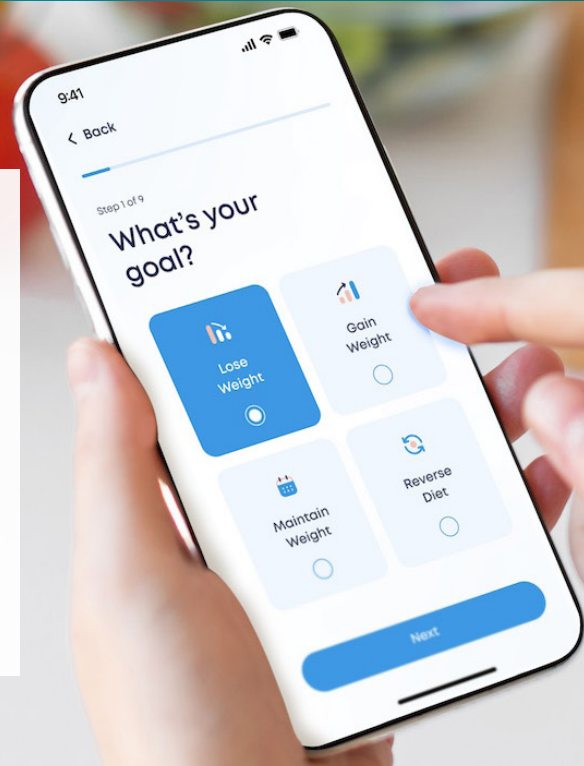 9:41
Back
Step 1 of 9
What's your
goal?
Lose
Weight
Gain
Weight
Maintain
Weight
Reverse
Diet
Next